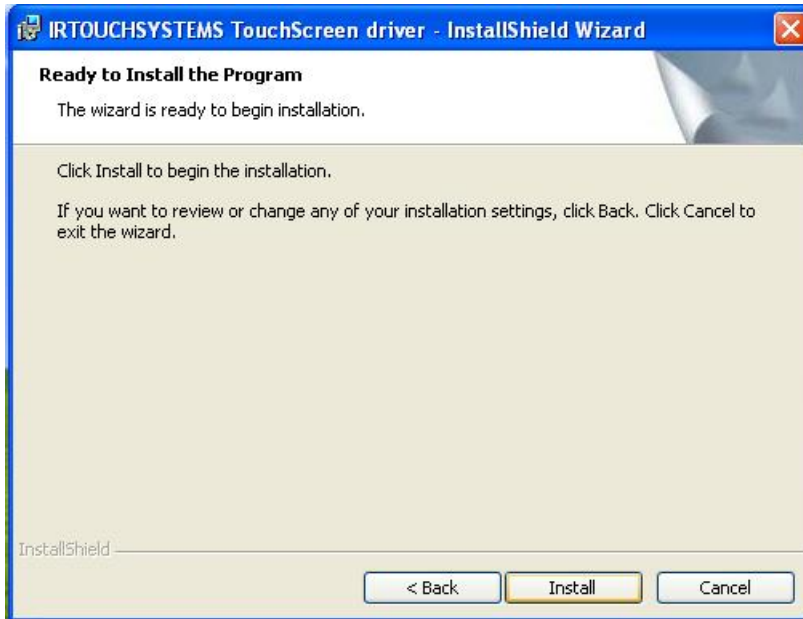 IRTOUCHSYSTEMS TouchScreen driver - InstallShield Wizard
Ready to Install the Program
The wizard is ready to begin installation.
Click Install to begin the installation.
If you want to review or change any of your installation settings, click Back. Click Cancel to
exit the wizard.
InstallShield
< Back
Install
Cancel